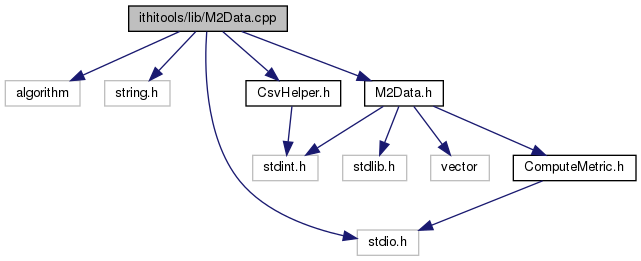 ithitools/lib/M2Data.cpp
algorithm
string.h
CsvHelper.h
M2Data.h
stdint.h
stdlib.h
vector
ComputeMetric.h
stdio.h